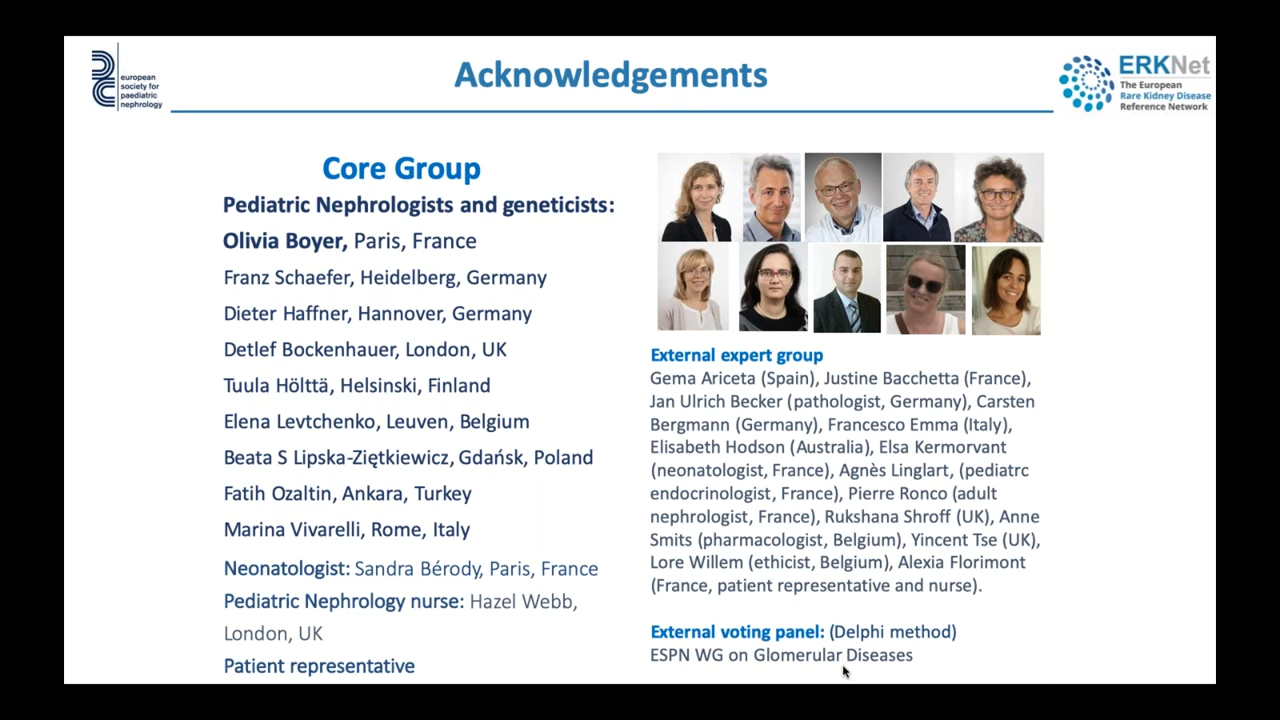 european
society for
paediatric
nephrology
Acknowledgements
ERKNet
The European
Rare Kidney Disease
Reference Network
Core Group
Pediatric Nephrologists and geneticists:
Olivia Boyer, Paris, France
Franz Schaefer, Heidelberg, Germany
Dieter Haffner, Hannover, Germany
Detlef Bockenhauer, London, UK
Tuula Hölttä, Helsinski, Finland
Elena Levtchenko, Leuven, Belgium
Beata S Lipska-Ziętkiewicz, Gdańsk, Poland
Fatih Ozaltin, Ankara, Turkey
Marina Vivarelli, Rome, Italy
Neonatologist: Sandra Bérody, Paris, France
Pediatric Nephrology nurse: Hazel Webb,
London, UK
Patient representative
External expert group
Gema Ariceta (Spain), Justine Bacchetta (France),
Jan Ulrich Becker (pathologist, Germany), Carsten
Bergmann (Germany), Francesco Emma (Italy),
Elisabeth Hodson (Australia), Elsa Kermorvant
(neonatologist, France), Agnès Linglart, (pediatrc
endocrinologist, France), Pierre Ronco (adult
nephrologist, France), Rukshana Shroff (UK), Anne
Smits (pharmacologist, Belgium), Yincent Tse (UK),
Lore Willem (ethicist, Belgium), Alexia Florimont
(France, patient representative and nurse).
External voting panel: (Delphi method)
ESPN WG on Glomerular Diseases